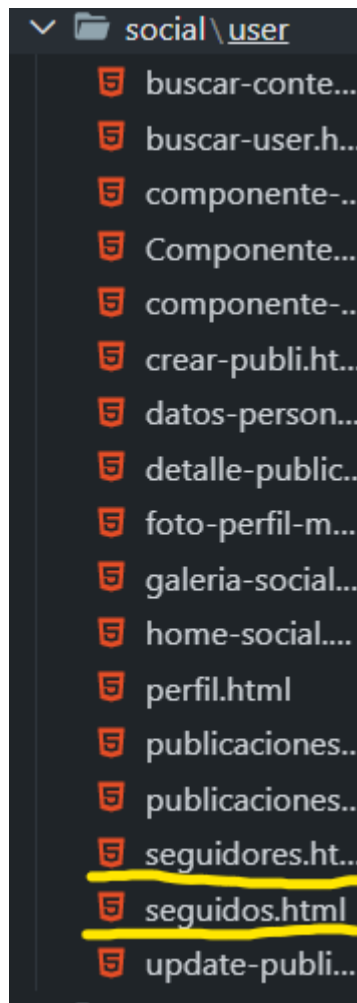 social\user
buscar-conte...
buscar-user.h...
componente-...
Componente...
componente-...
crear-publi.ht...
datos-person...
detalle-public...
foto-perfil-m...
galeria-social...
home-social....
perfil.html
publicaciones...
publicaciones...
seguidores.ht...
seguidos.html
update-publi...